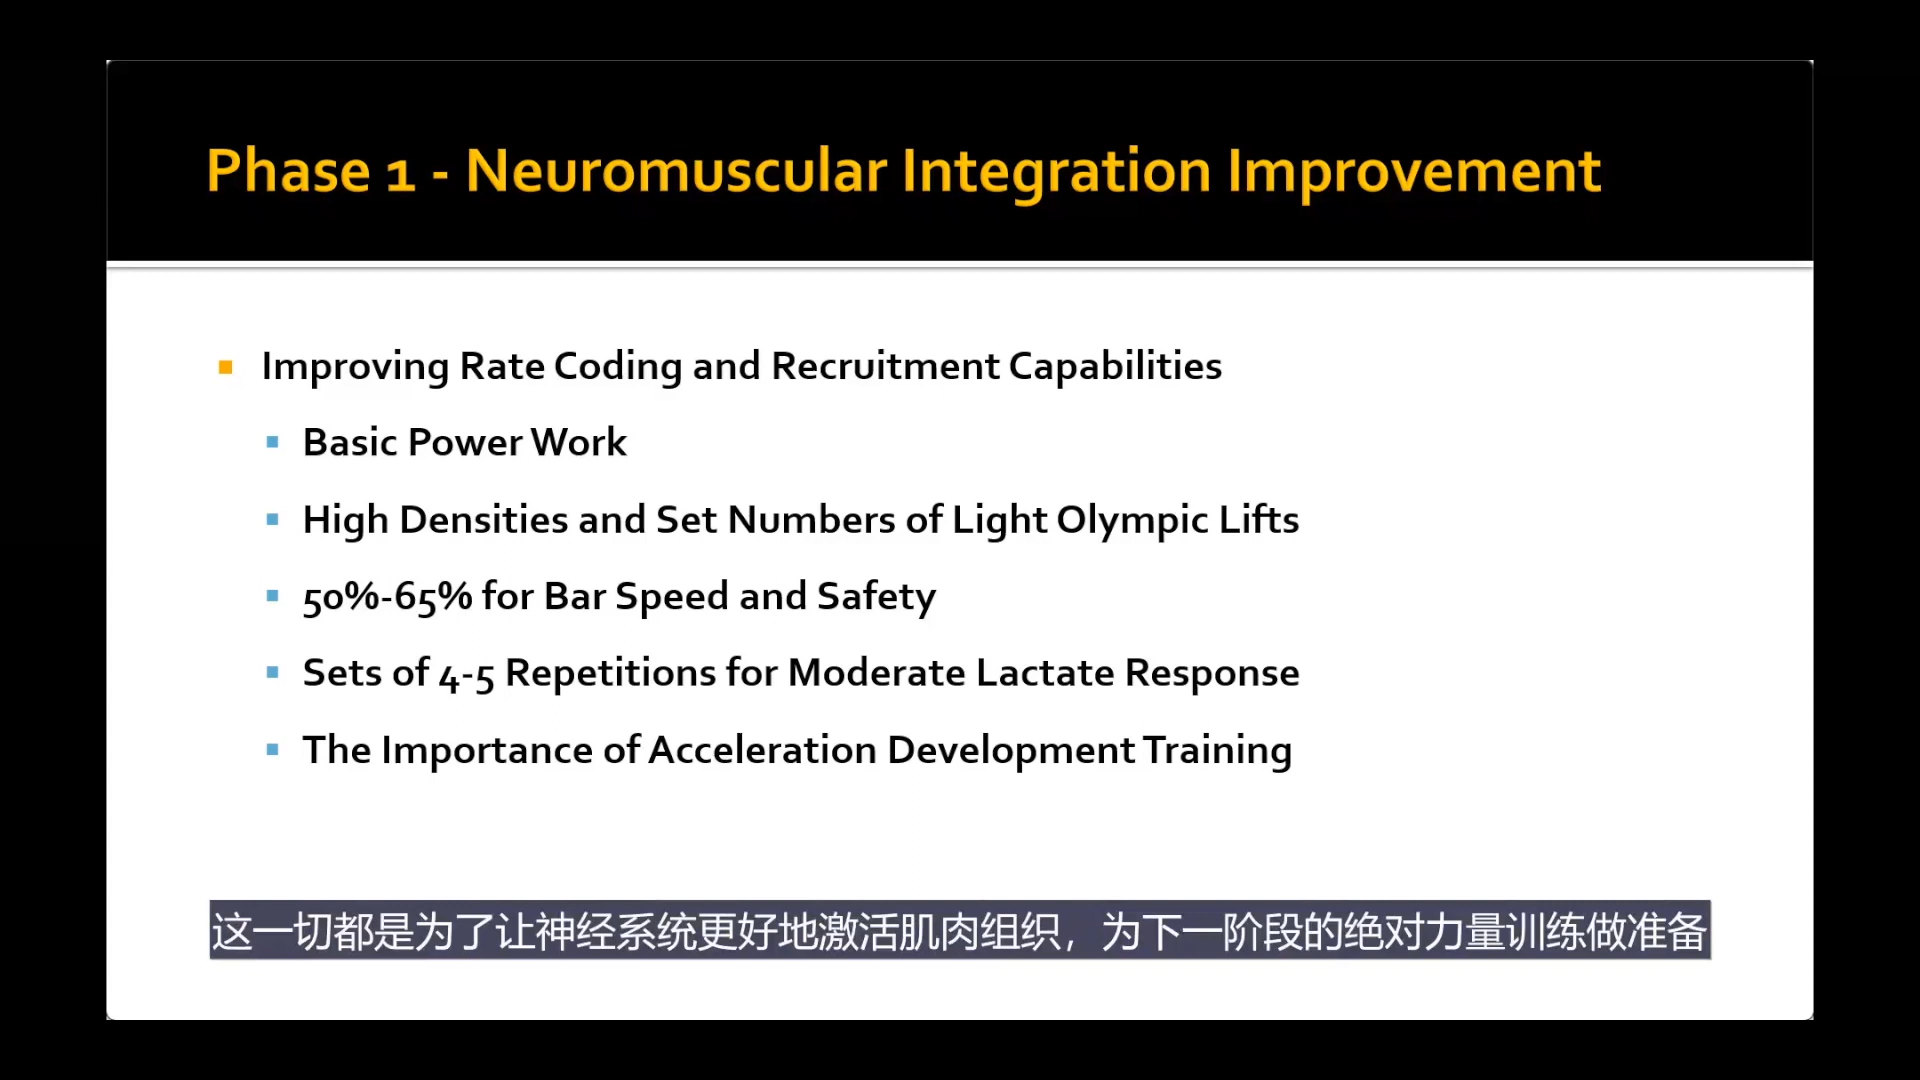 Phase 1 - Neuromuscular Integration Improvement
Improving Rate Coding and Recruitment Capabilities
Basic Power Work
High Densities and Set Numbers of Light Olympic Lifts
50%-65% for Bar Speed and Safety
Sets of 4-5 Repetitions for Moderate Lactate Response
The Importance of Acceleration Development Training
这一切都是为了让神经系统更好地激活肌肉组织，为下一阶段的绝对力量训练做准备